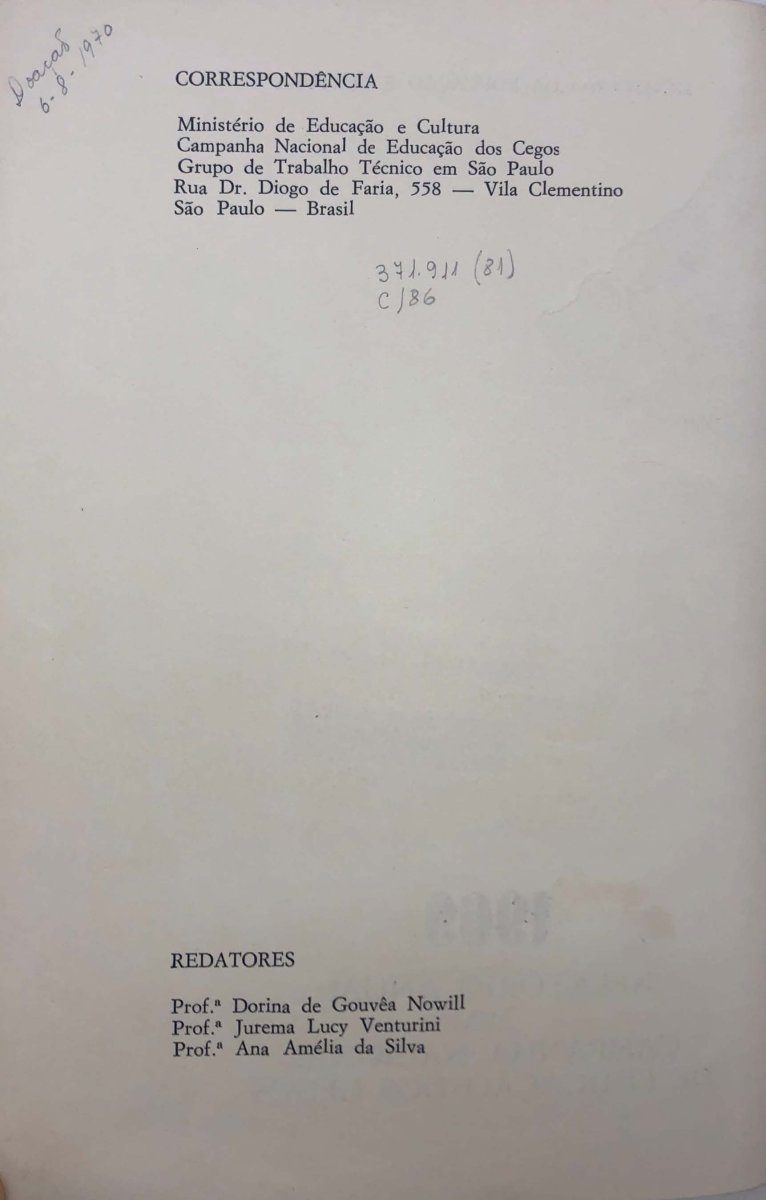 Doação
6-8-1970
CORRESPONDÊNCIA
Ministério de Educação e Cultura
Campanha Nacional de Educação dos Cegos
Grupo de Trabalho Técnico em São Paulo
Rua Dr. Diogo de Faria, 558 — Vila Clementino
São Paulo — Brasil
371.911 (81)
C/86
REDATORES
Prof.ª Dorina de Gouvêa Nowill
Prof.ª Jurema Lucy Venturini
Prof.ª Ana Amélia da Silva